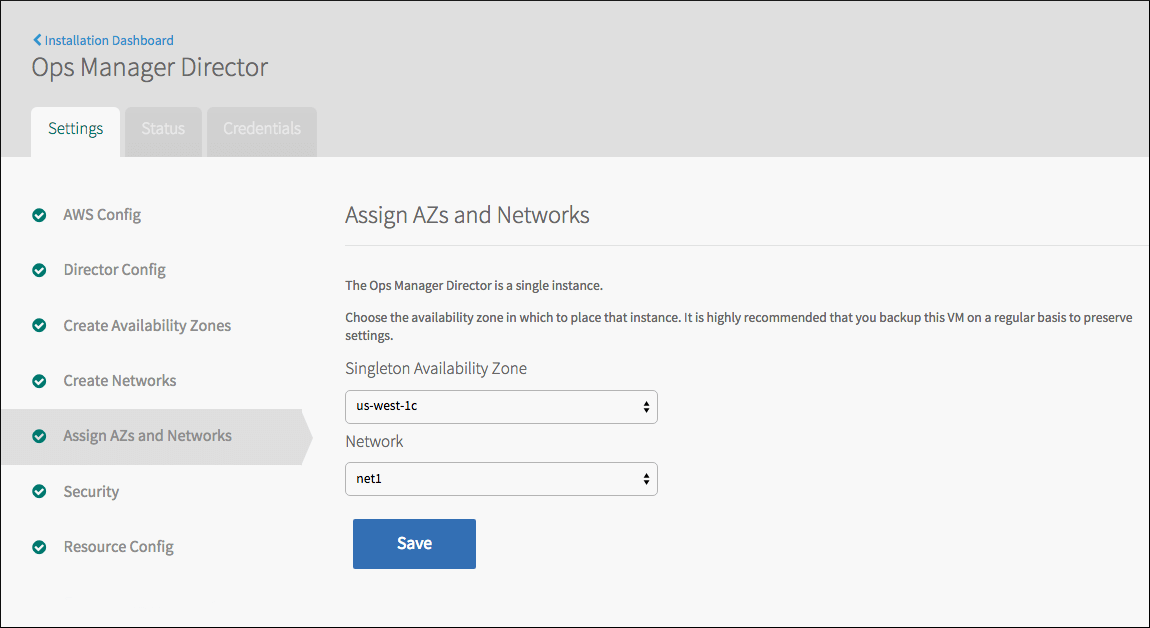 Installation Dashboard
Ops Manager Director
Settings
Status
Credentials
AWS Config
Director Config
Create Availability Zones
Create Networks
Assign AZs and Networks
Security
Resource Config
Assign AZs and Networks
The Ops Manager Director is a single instance.
Choose the availability zone in which to place that instance. It is highly recommended that you backup this VM on a regular basis to preserve
settings.
Singleton Availability Zone
us-west-1c
Network
net1
Save